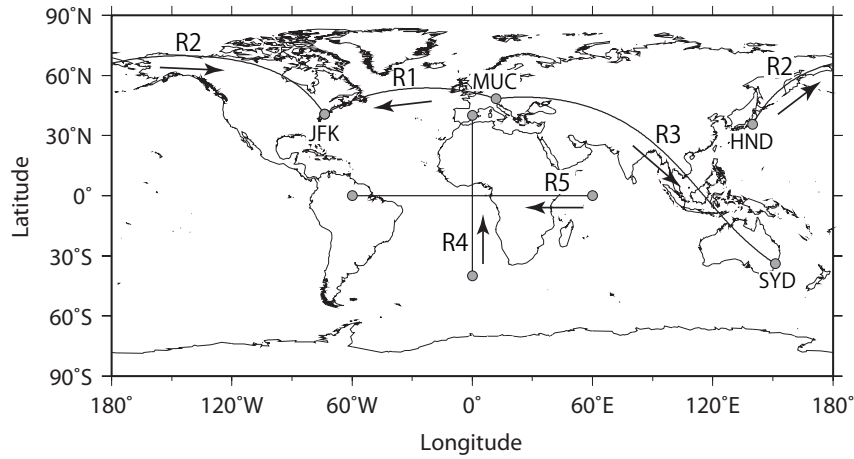 90˚N
R2
R2
60˚N
R1
MUC
JFK
HND
30˚N
R3
0˚
R5
R4
30˚S
SYD
60˚S
90˚S
180˚
120˚W
60˚W
0˚
60˚E
120˚E
180˚
Latitude
Longitude